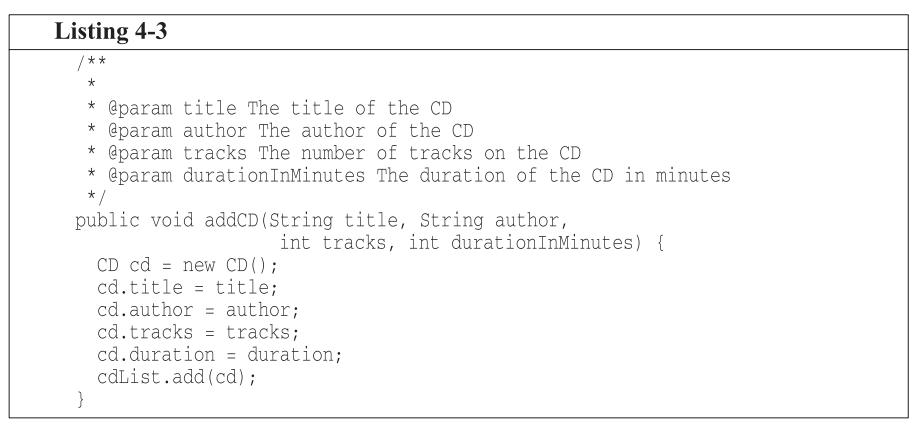 Listing 4-3
/**
 *
 * @param title The title of the CD
 * @param author The author of the CD
 * @param tracks The number of tracks on the CD
 * @param durationInMinutes The duration of the CD in minutes
 */
public void addCD(String title, String author,
                  int tracks, int durationInMinutes) {
  CD cd = new CD();
  cd.title = title;
  cd.author = author;
  cd.tracks = tracks;
  cd.duration = duration;
  cdList.add(cd);
}